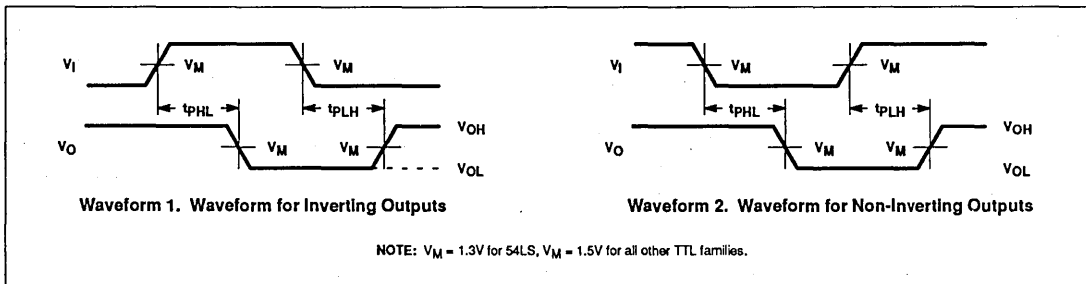 VI
VM
VM
tPHL
tPLH
VO
VM
VM
VOH
VOL
Waveform 1. Waveform for Inverting Outputs
VI
VM
VM
tPHL
tPLH
VO
VM
VM
VOH
VOL
Waveform 2. Waveform for Non-Inverting Outputs
NOTE: VM = 1.3V for 54LS, VM = 1.5V for all other TTL families.